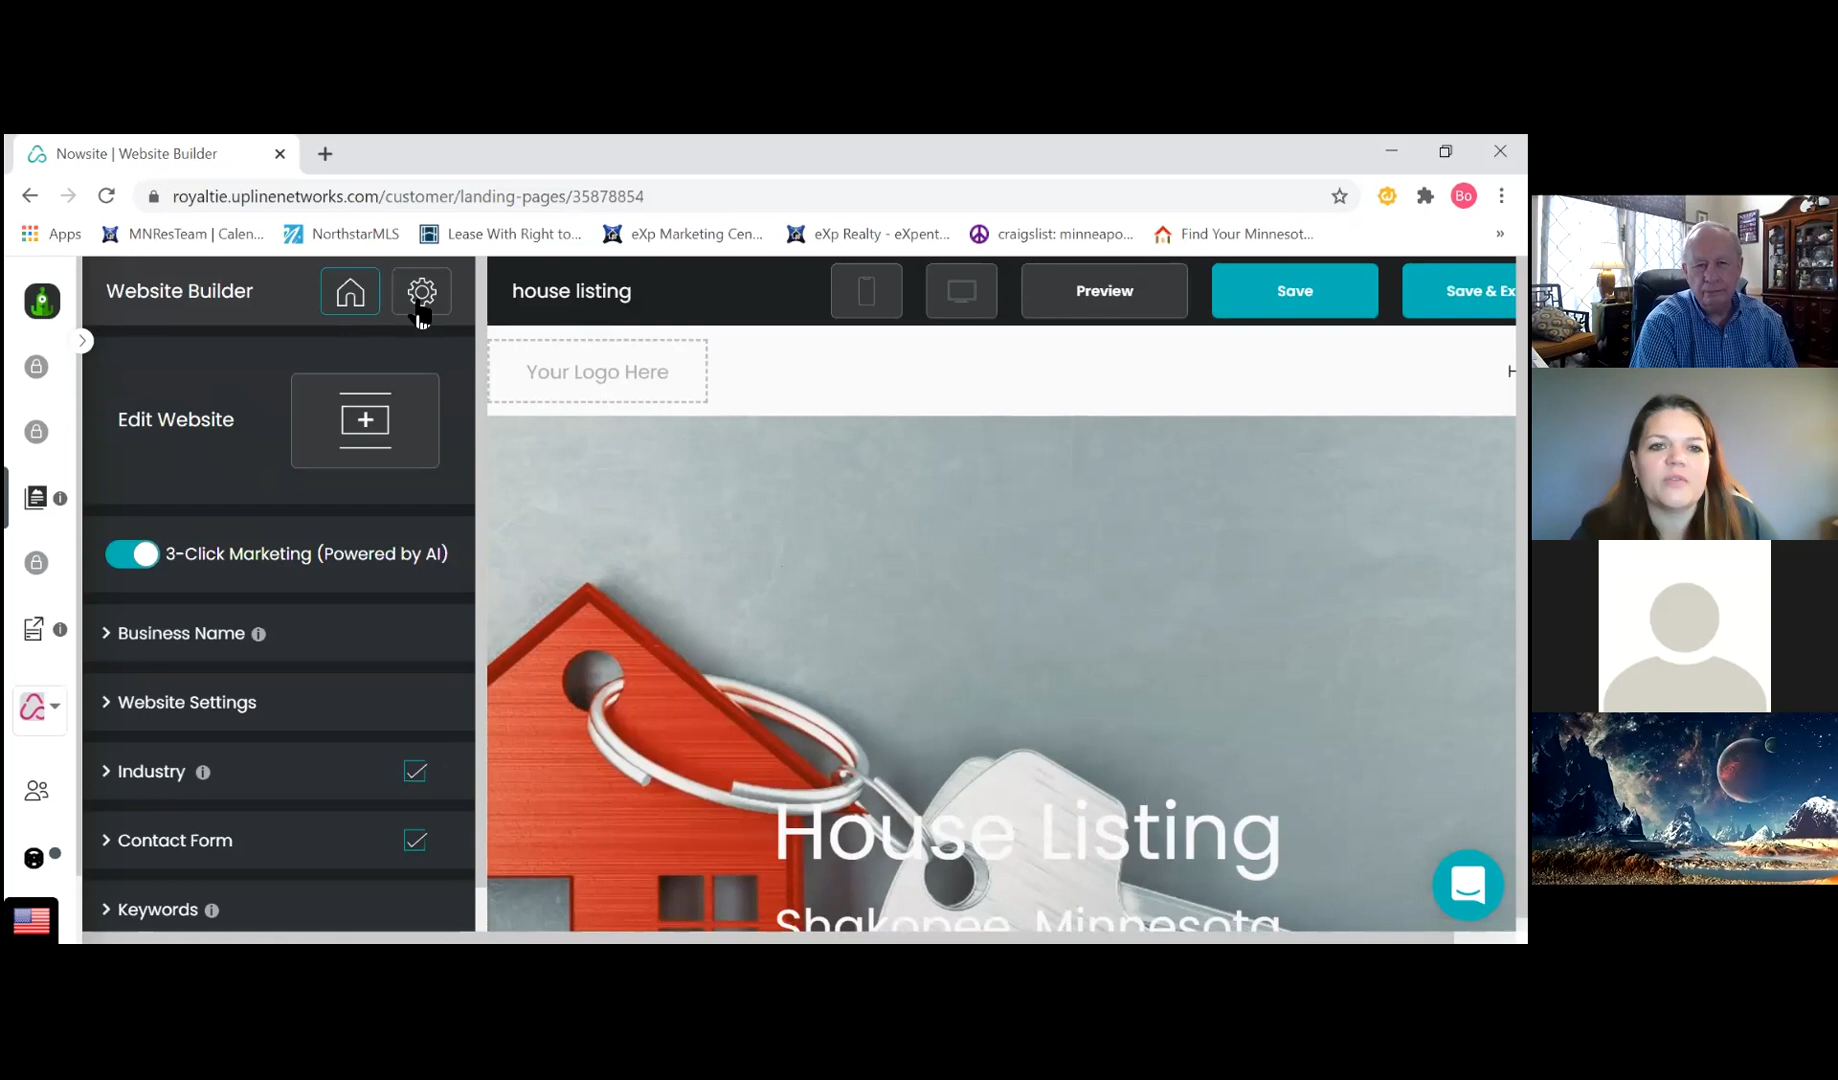 Nowsite | Website Builder
royaltie.uplinenetworks.com/customer/landing-pages/35878854
Bo
Apps
MNResTeam | Calen...
NorthstarMLS
Lease With Right to...
eXp Marketing Cen...
eXp Realty - eXpent...
craigslist: minneapo...
Find Your Minnesot...
»
Website Builder
house listing
Preview
Save
Save & Ex
Your Logo Here
H
Edit Website
3-Click Marketing (Powered by AI)
Business Name
Website Settings
Industry
Contact Form
Keywords
House Listing
Shakopee, Minnesota